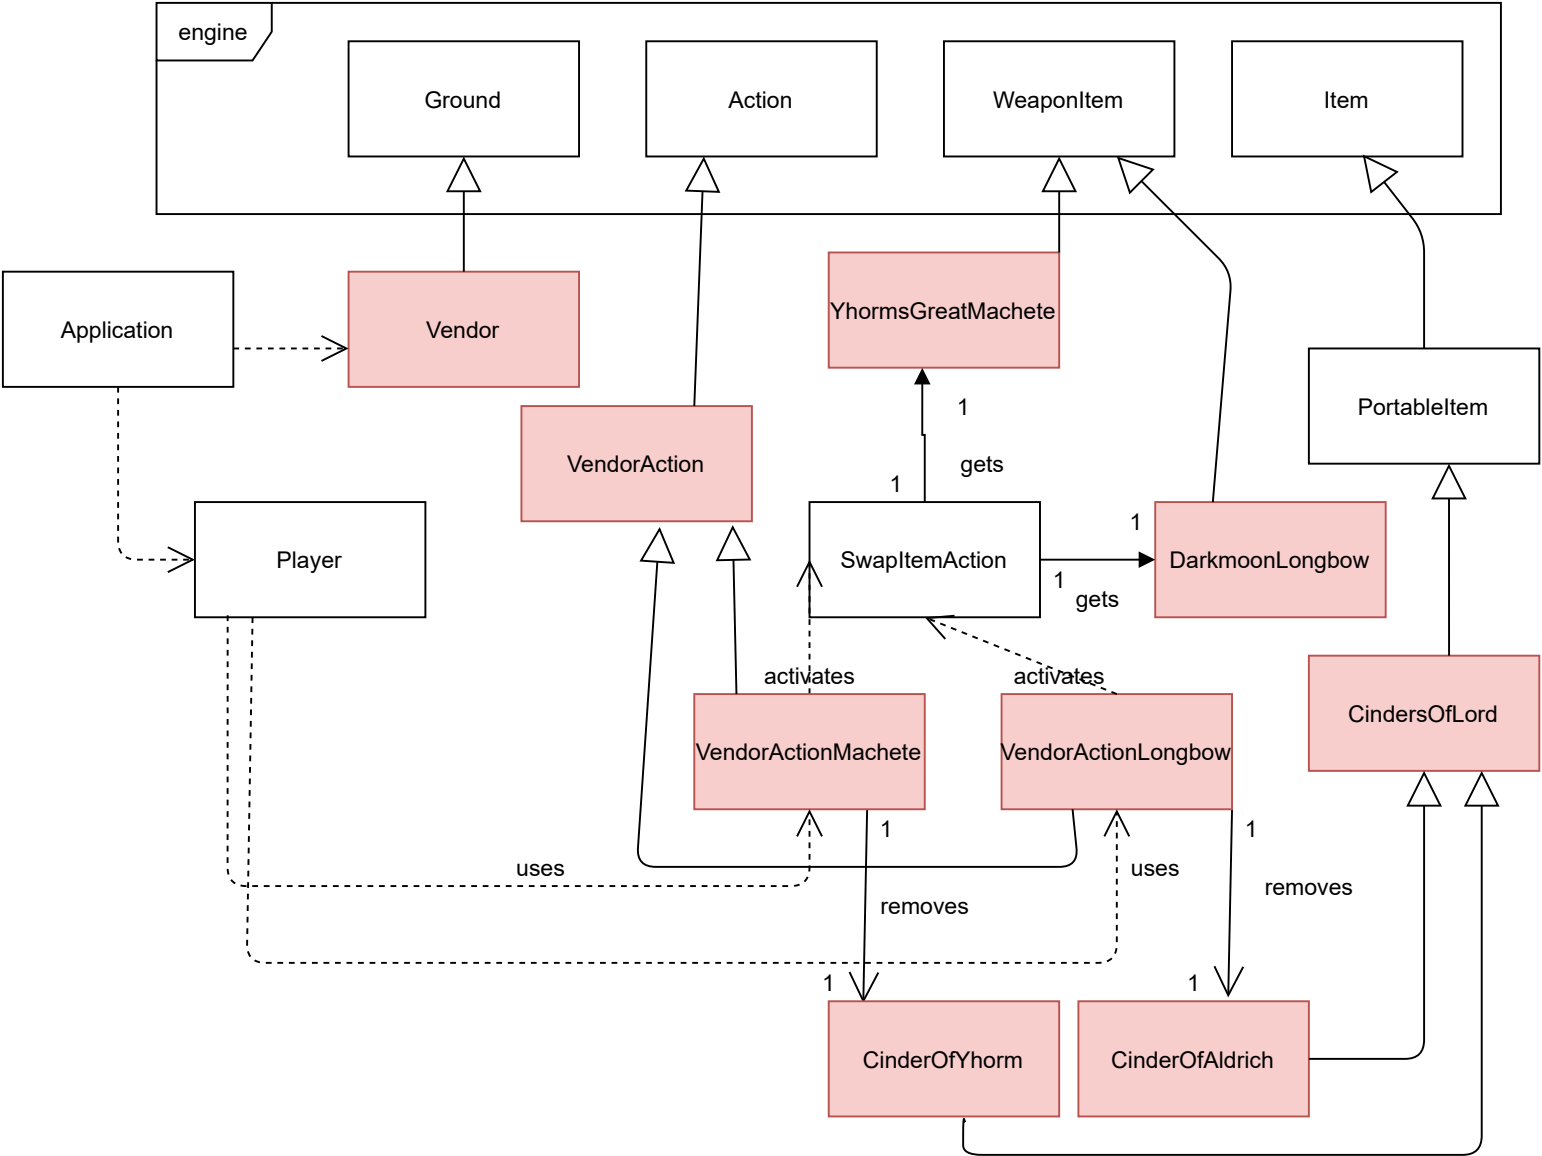 engine
Ground
Action
WeaponItem
Item
Application
Vendor
YhormsGreatMachete
PortableItem
VendorAction
1
gets
1
Player
SwapItemAction
1
DarkmoonLongbow
1
gets
activates
activates
CindersOfLord
VendorActionMachete
VendorActionLongbow
1
1
uses
uses
removes
removes
1
1
CinderOfYhorm
CinderOfAldrich